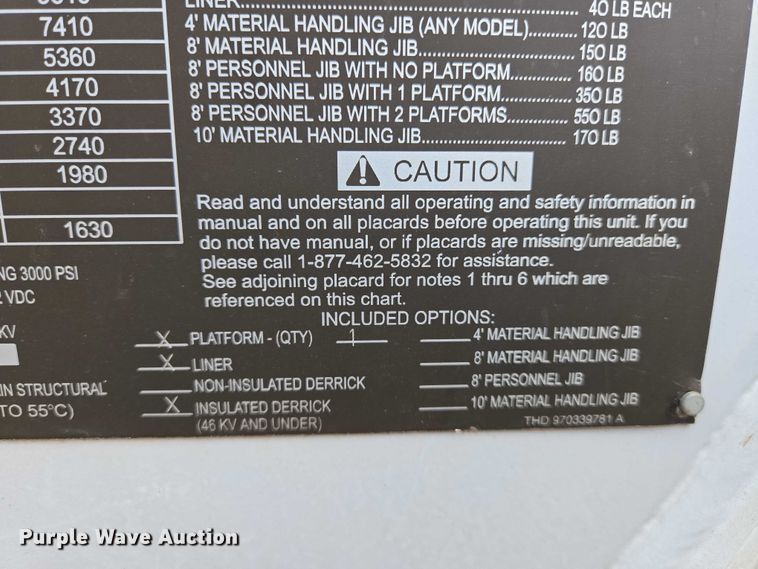 LINER............ 40 LB EACH
4' MATERIAL HANDLING JIB (ANY MODEL)............ 120 LB
8' MATERIAL HANDLING JIB............ 150 LB
8' PERSONNEL JIB WITH NO PLATFORM............ 160 LB
8' PERSONNEL JIB WITH 1 PLATFORM............ 350 LB
8' PERSONNEL JIB WITH 2 PLATFORMS............ 550 LB
10' MATERIAL HANDLING JIB............ 170 LB
7410
5360
4170
3370
2740
1980
1630
CAUTION
Read and understand all operating and safety information in
manual and on all placards before operating this unit. If you
do not have manual, or if placards are missing/unreadable,
please call 1-877-462-5832 for assistance.
See adjoining placard for notes 1 thru 6 which are
referenced on this chart.
NG 3000 PSI
VDC
KV
IN STRUCTURAL
TO 55°C)
INCLUDED OPTIONS:
X PLATFORM - (QTY) 1
X LINER
NON-INSULATED DERRICK
X INSULATED DERRICK
(46 KV AND UNDER)
4' MATERIAL HANDLING JIB
8' MATERIAL HANDLING JIB
8' PERSONNEL JIB
10' MATERIAL HANDLING JIB
THD 970339781 A
Purple Wave Auction